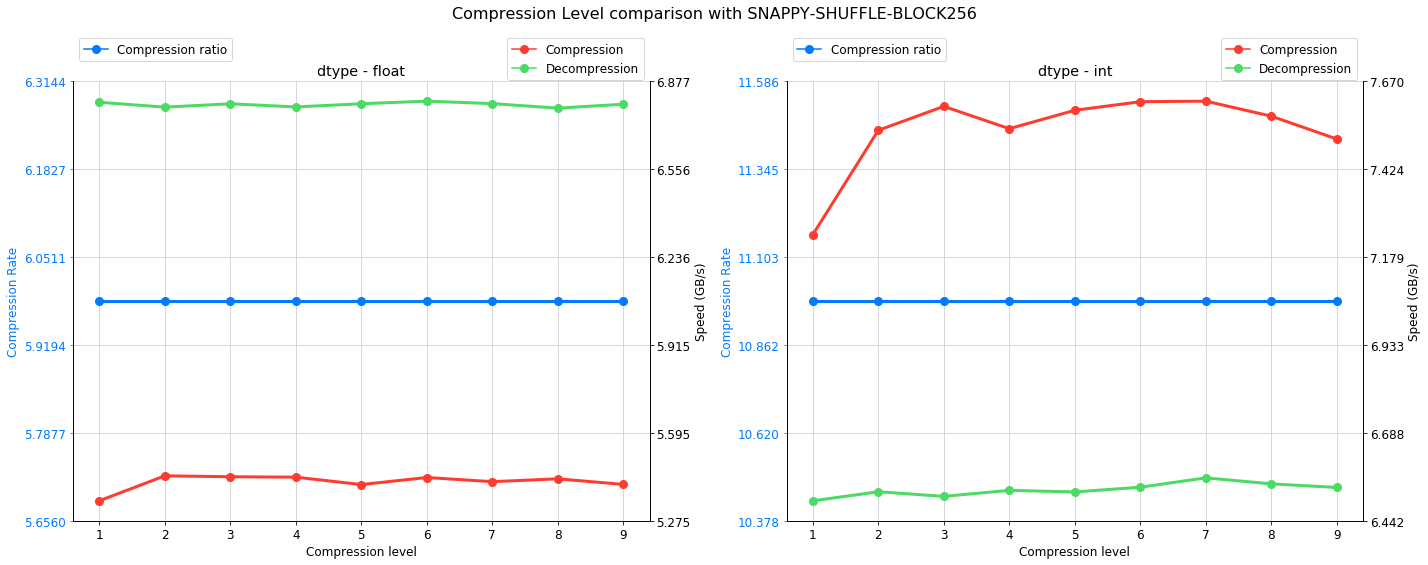 Compression Level comparison with SNAPPY-SHUFFLE-BLOCK256
Compression ratio
Compression
Decompression
dtype - float
6.3144
6.1827
6.0511
5.9194
5.7877
5.6560
Compression Rate
6.877
6.556
6.236
5.915
5.595
5.275
Speed (GB/s)
1 2 3 4 5 6 7 8 9
Compression level
Compression ratio
Compression
Decompression
dtype - int
11.586
11.345
11.103
10.862
10.620
10.378
Compression Rate
7.670
7.424
7.179
6.933
6.688
6.442
Speed (GB/s)
1 2 3 4 5 6 7 8 9
Compression level